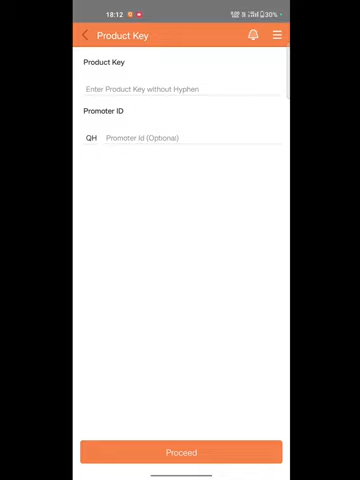 18:12 30%
Product Key
Product Key
Enter Product Key without Hyphen
Promoter ID
QH Promoter Id (Optional)
Proceed